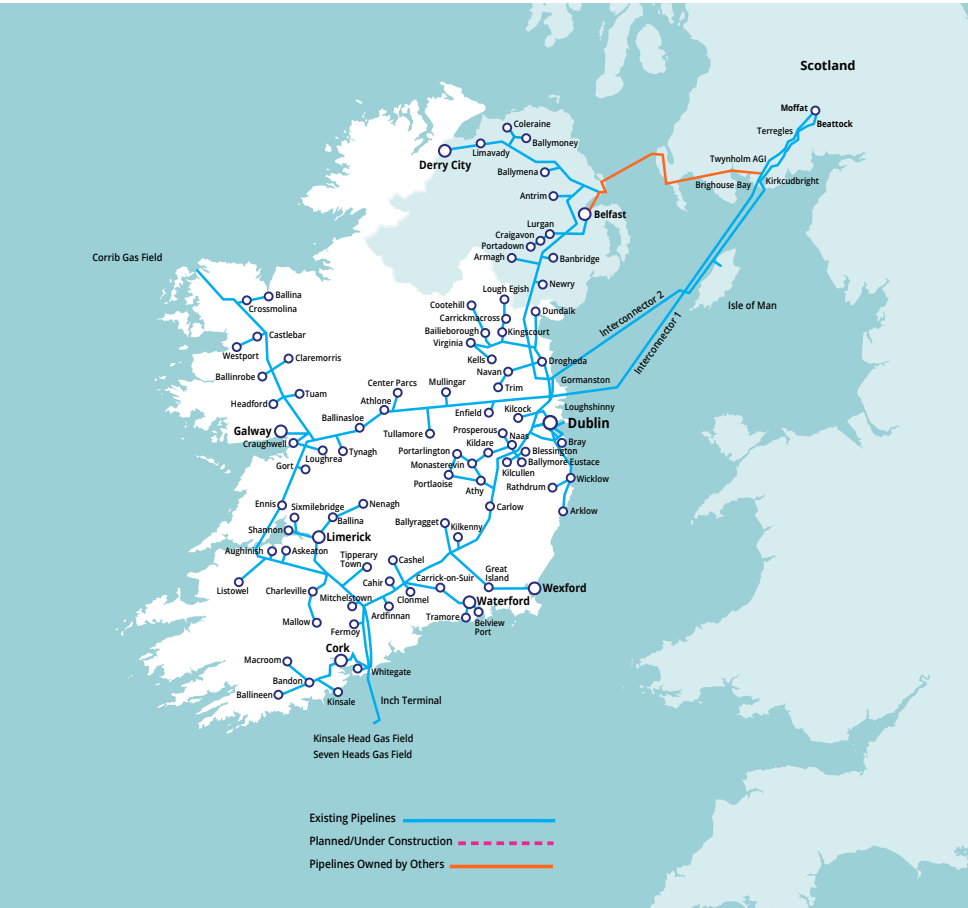 Scotland
Moffat
Beattock
Terregles
Coleraine
Ballymoney
Limavady
Derry City
Twynholm AGI
Ballymena
Brighouse Bay
Kirkcudbright
Antrim
Belfast
Lurgan
Craigavon
Portadown
Armagh
Banbridge
Corrib Gas Field
Newry
Lough Egish
Ballina
Crossmolina
Cootehill
Carrickmacross
Dundalk
Interconnector 2
Isle of Man
Castlebar
Bailieborough
Kingscourt
Interconnector 1
Virginia
Westport
Claremorris
Kells
Drogheda
Navan
Ballinrobe
Center Parcs
Mullingar
Gormanston
Trim
Tuam
Athlone
Headford
Enfield
Kilcock
Loughshinny
Ballinasloe
Dublin
Galway
Tullamore
Prosperous
Naas
Craughwell
Kildare
Bray
Loughrea
Tynagh
Portarlington
Blessington
Gort
Monasterevin
Ballymore Eustace
Kilcullen
Portlaoise
Athy
Rathdrum
Wicklow
Ennis
Sixmilebridge
Nenagh
Carlow
Arklow
Ballina
Ballyragget
Kilkenny
Shannon
Limerick
Aughinish
Askeaton
Tipperary
Town
Cashel
Great
Island
Listowel
Charleville
Cahir
Carrick-on-Suir
Wexford
Mitchelstown
Clonmel
Waterford
Ardfinnan
Tramore
Belview
Port
Mallow
Fermoy
Cork
Macroom
Whitegate
Bandon
Ballineen
Kinsale
Inch Terminal
Kinsale Head Gas Field
Seven Heads Gas Field
Existing Pipelines
Planned/Under Construction
Pipelines Owned by Others